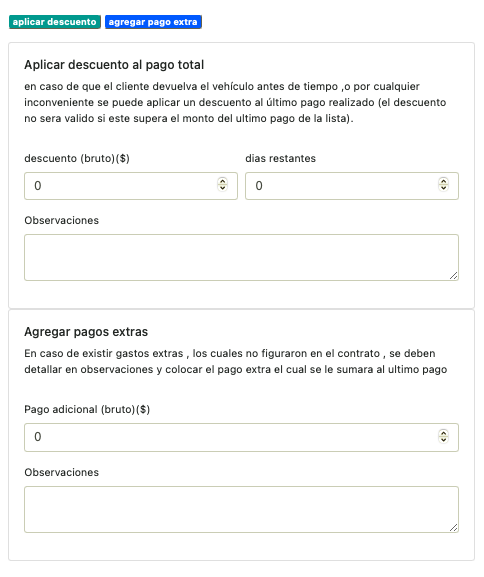 aplicar descuento agregar pago extra
Aplicar descuento al pago total
en caso de que el cliente devuelva el vehículo antes de tiempo ,o por cualquier
inconveniente se puede aplicar un descuento al último pago realizado (el descuento
no sera valido si este supera el monto del ultimo pago de la lista).
descuento (bruto)($) dias restantes
0 0
Observaciones
Agregar pagos extras
En caso de existir gastos extras , los cuales no figuraron en el contrato , se deben
detallar en observaciones y colocar el pago extra el cual se le sumara al ultimo pago
Pago adicional (bruto)($)
0
Observaciones